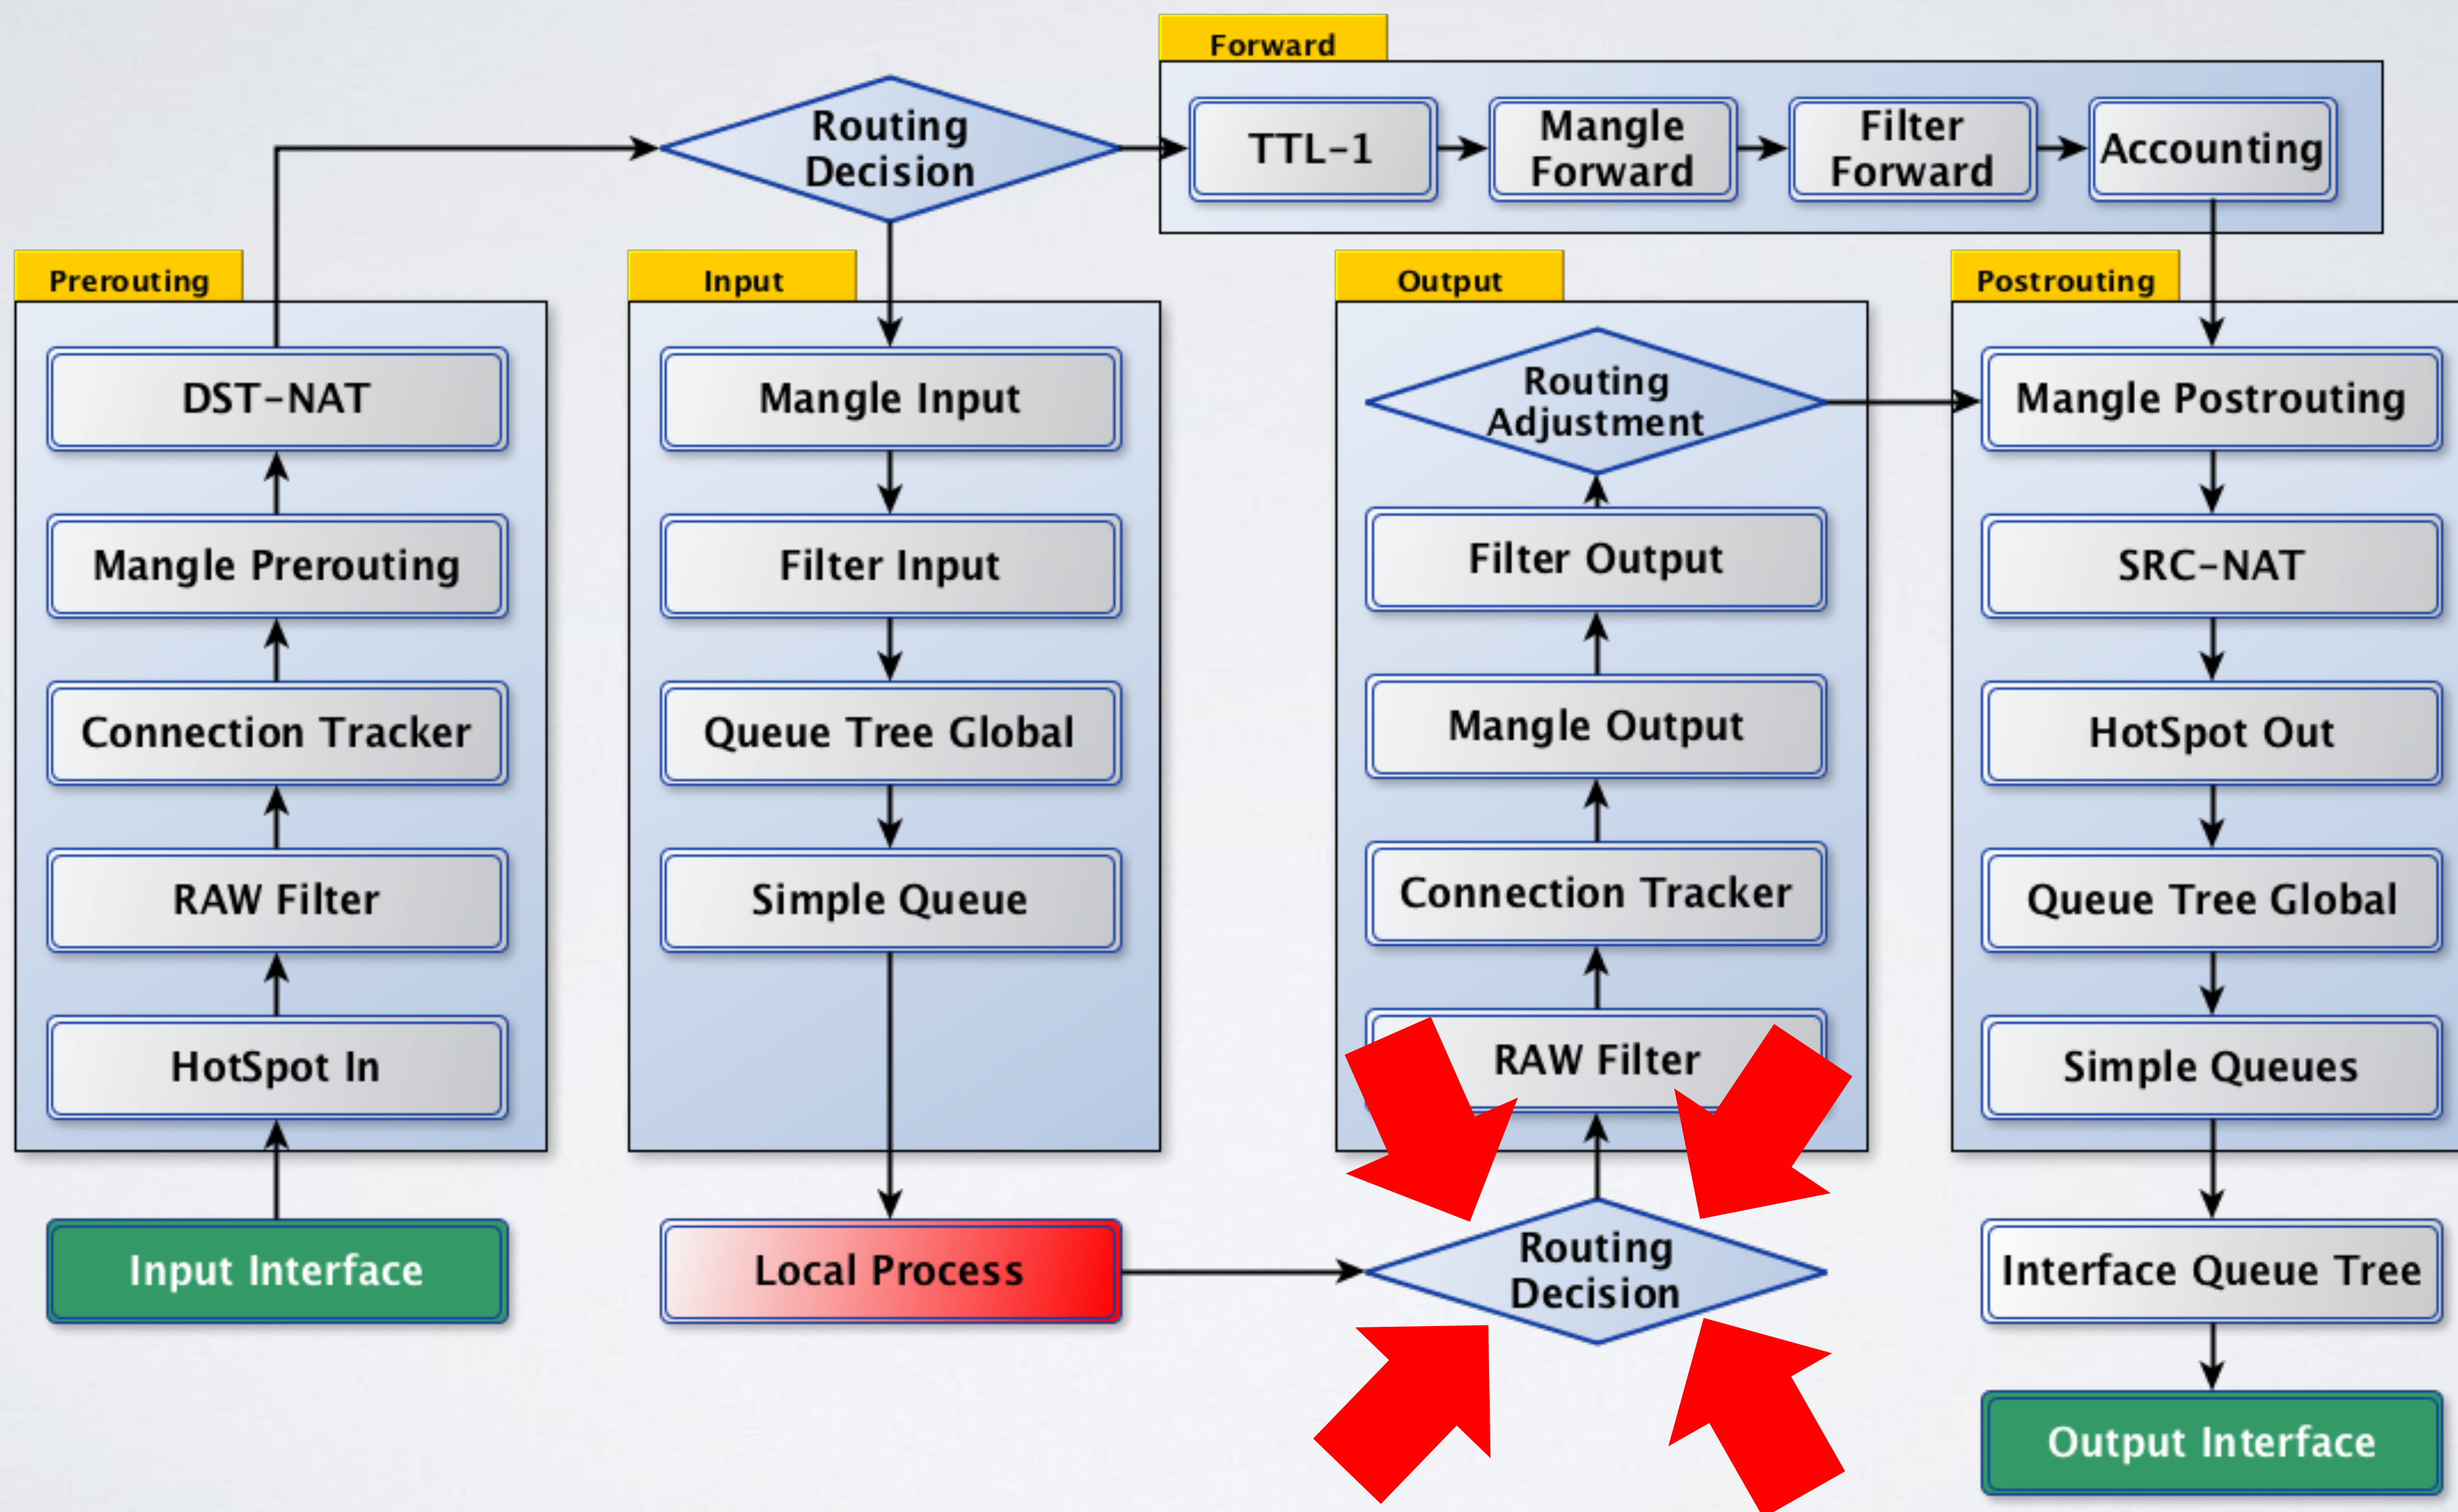 Forward
Routing
Decision
TTL-1
Mangle
Forward
Filter
Forward
Accounting
Prerouting
DST-NAT
Mangle Prerouting
Connection Tracker
RAW Filter
HotSpot In
Input Interface
Input
Mangle Input
Filter Input
Queue Tree Global
Simple Queue
Local Process
Output
Routing
Adjustment
Filter Output
Mangle Output
Connection Tracker
RAW Filter
Routing
Decision
Postrouting
Mangle Postrouting
SRC-NAT
HotSpot Out
Queue Tree Global
Simple Queues
Interface Queue Tree
Output Interface